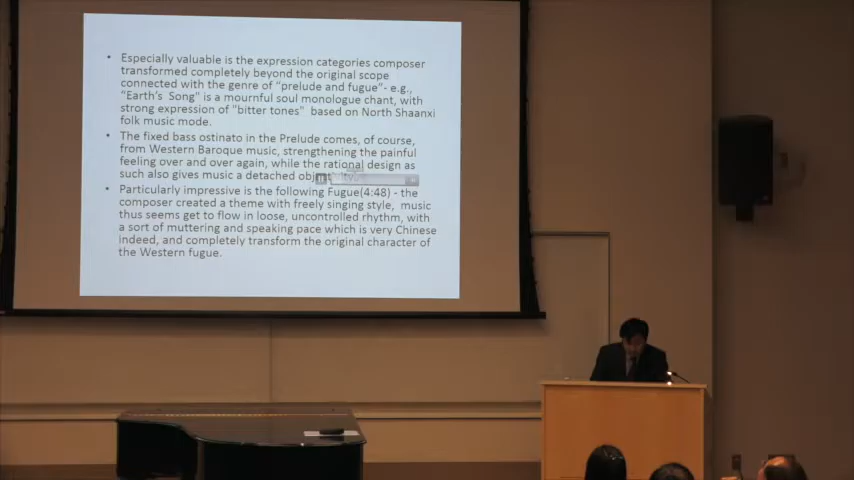 • Especially valuable is the expression categories composer
transformed completely beyond the original scope
connected with the genre of "prelude and fugue"- e.g.,
"Earth's Song" is a mournful soul monologue chant, with
strong expression of "bitter tones" based on North Shaanxi
folk music mode.
• The fixed bass ostinato in the Prelude comes, of course,
from Western Baroque music, strengthening the painful
feeling over and over again, while the rational design as
such also gives music a detached
• Particularly impressive is the following Fugue(4:48) - the
composer created a theme with freely singing style, music
thus seems get to flow in loose, uncontrolled rhythm, with
a sort of muttering and speaking pace which is very Chinese
indeed, and completely transform the original character of
the Western fugue.